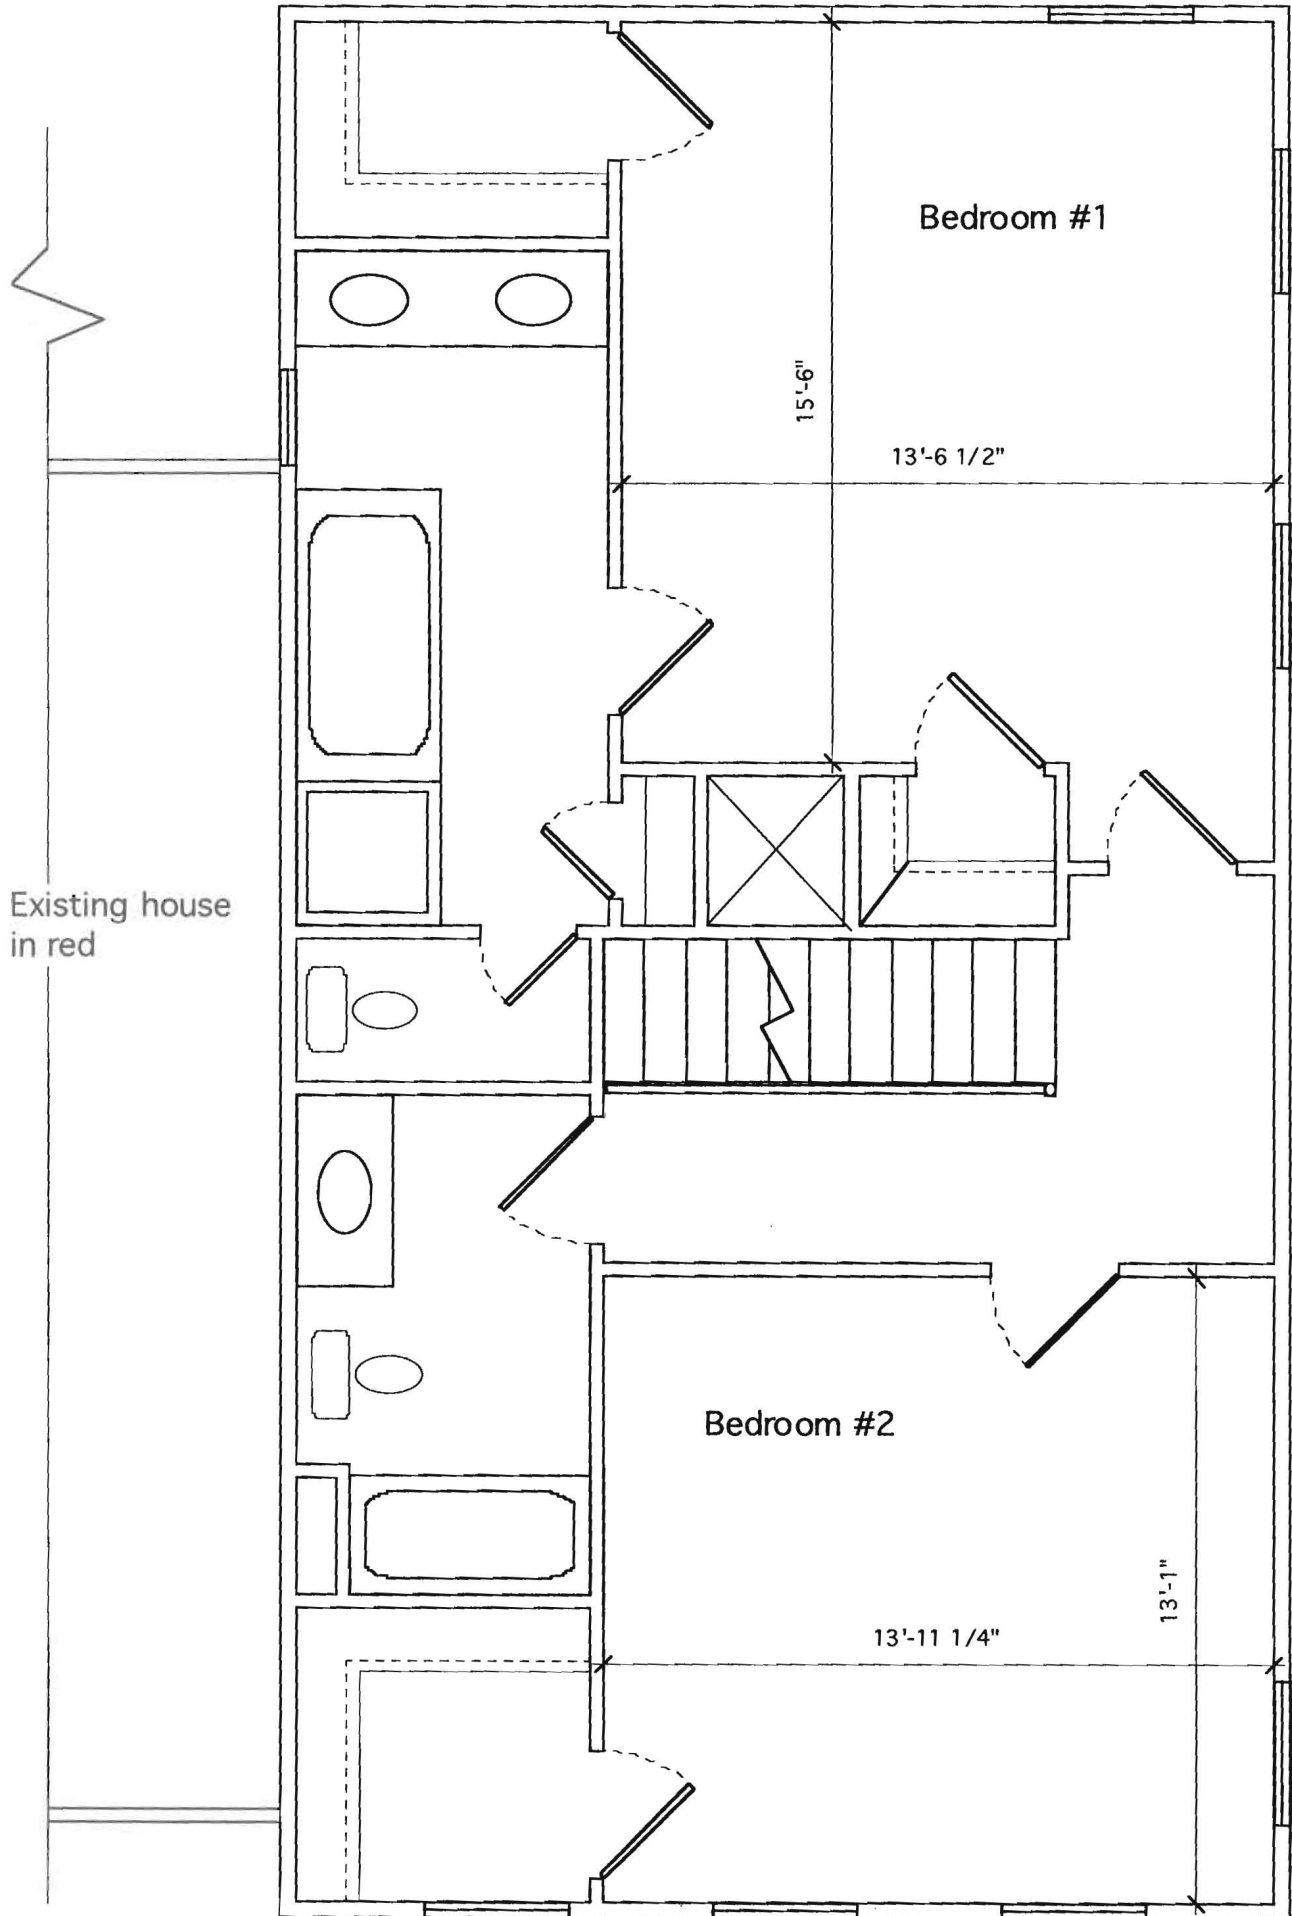 Bedroom #1
15'-6"
13'-6 1/2"
Existing house
in red
Bedroom #2
13'-1"
13'-11 1/4"